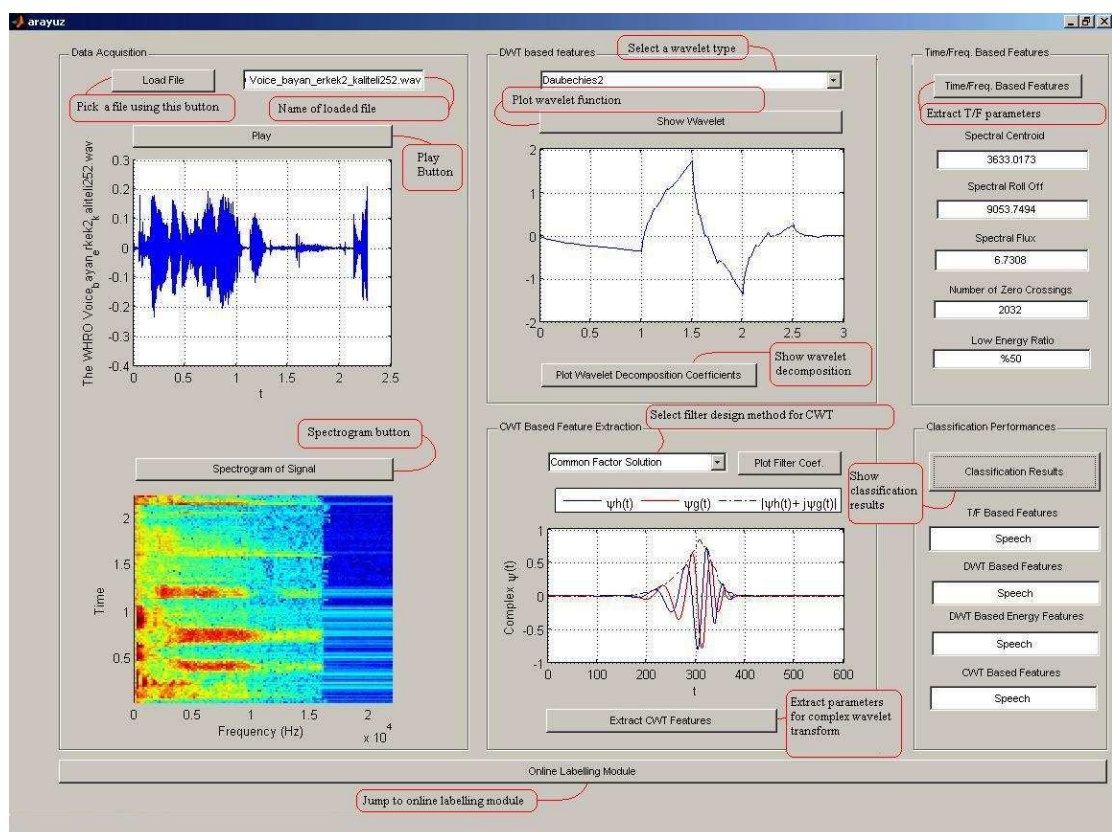 arayuz
Data Acquisition
Load File
Voice_bayan_erkek2_kaliteli252.wav
Pick a file using this button
Name of loaded file
Play
Play
Button
The WHRO Voice_bayan_erkek2_kaliteli252.wav
0.3
0.2
0.1
0
-0.1
-0.2
-0.3
-0.4
0 0.5 1 1.5 2 2.5
t
Spectrogram button
Spectrogram of Signal
Time
2
1.5
1
0.5
0 0.5 1 1.5 2
Frequency (Hz)
x 10^4
DWT based features
Select a wavelet type
Daubechies2
Plot wavelet function
Show Wavelet
2
1
0
-1
-2
0 0.5 1 1.5 2 2.5 3
Show wavelet
decomposition
Plot Wavelet Decomposition Coefficients
Select filter design method for CWT
CWT Based Feature Extraction
Common Factor Solution
Plot Filter Coef.
ψh(t) ψg(t) |ψh(t)+ jψg(t)|
Complex ψ(t)
1
0.5
0
-0.5
-1
0 100 200 300 400 500 600
t
Extract CWT Features
Extract parameters
for complex wavelet
transform
Time/Freq. Based Features
Time/Freq. Based Features
Extract T/F parameters
Spectral Centroid
3633.0173
Spectral Roll Off
9053.7494
Spectral Flux
6.7308
Number of Zero Crossings
2032
Low Energy Ratio
%50
Classification Performances
Classification Results
Show
classification
results
T/F Based Features
Speech
DWT Based Features
Speech
DWT Based Energy Features
Speech
CWT Based Features
Speech
Online Labelling Module
Jump to online labelling module